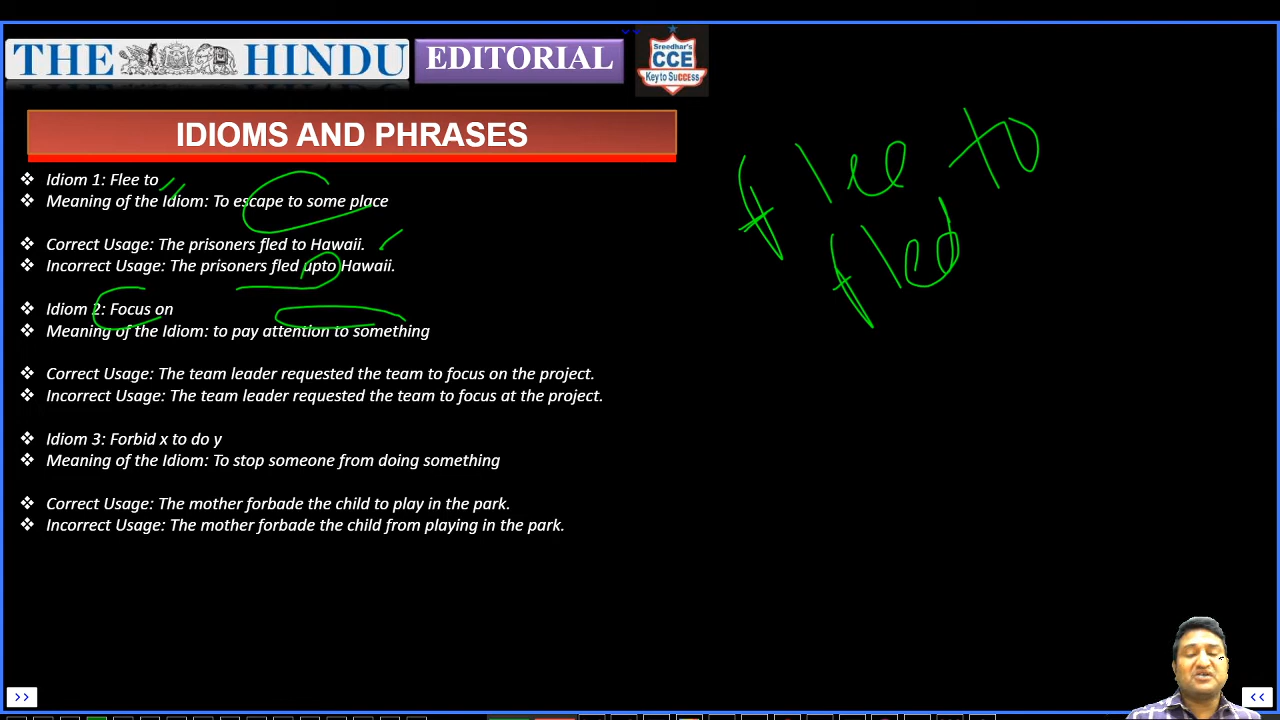 THE HINDU
EDITORIAL
Sreedhar's
CCE
Key to SuCCEss
IDIOMS AND PHRASES
❖ Idiom 1: Flee to
❖ Meaning of the Idiom: To escape to some place
❖ Correct Usage: The prisoners fled to Hawaii.
❖ Incorrect Usage: The prisoners fled upto Hawaii.
❖ Idiom 2: Focus on
❖ Meaning of the Idiom: to pay attention to something
❖ Correct Usage: The team leader requested the team to focus on the project.
❖ Incorrect Usage: The team leader requested the team to focus at the project.
❖ Idiom 3: Forbid x to do y
❖ Meaning of the Idiom: To stop someone from doing something
❖ Correct Usage: The mother forbade the child to play in the park.
❖ Incorrect Usage: The mother forbade the child from playing in the park.
flee to
fled
>>
<<